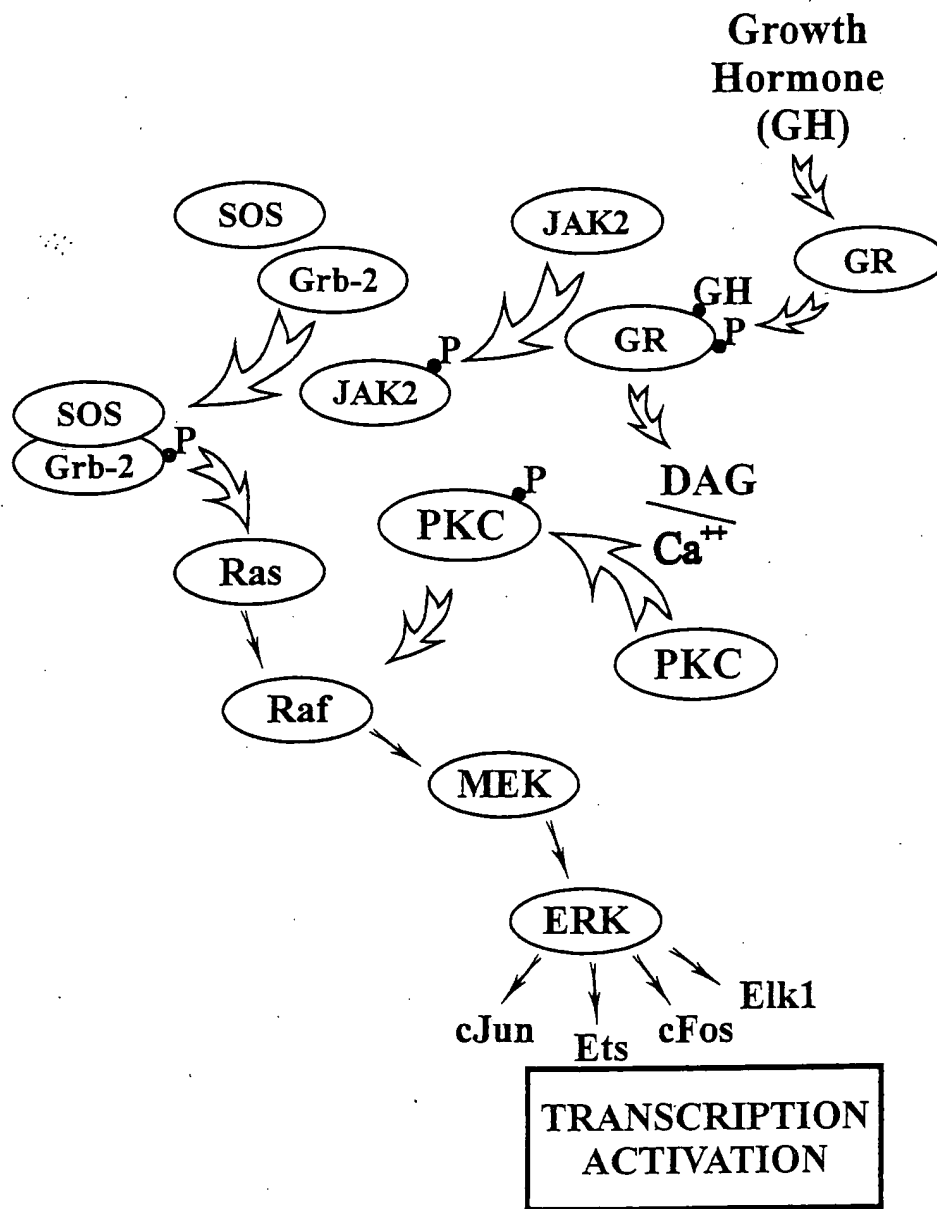 Growth
Hormone
(GH)
SOS
JAK2
Grb-2
GR
GH
P
GR
P
JAK2
SOS
P
Grb-2
DAG
P
PKC
Ca++
Ras
PKC
Raf
MEK
ERK
Elk1
cJun
cFos
Ets
TRANSCRIPTION
ACTIVATION